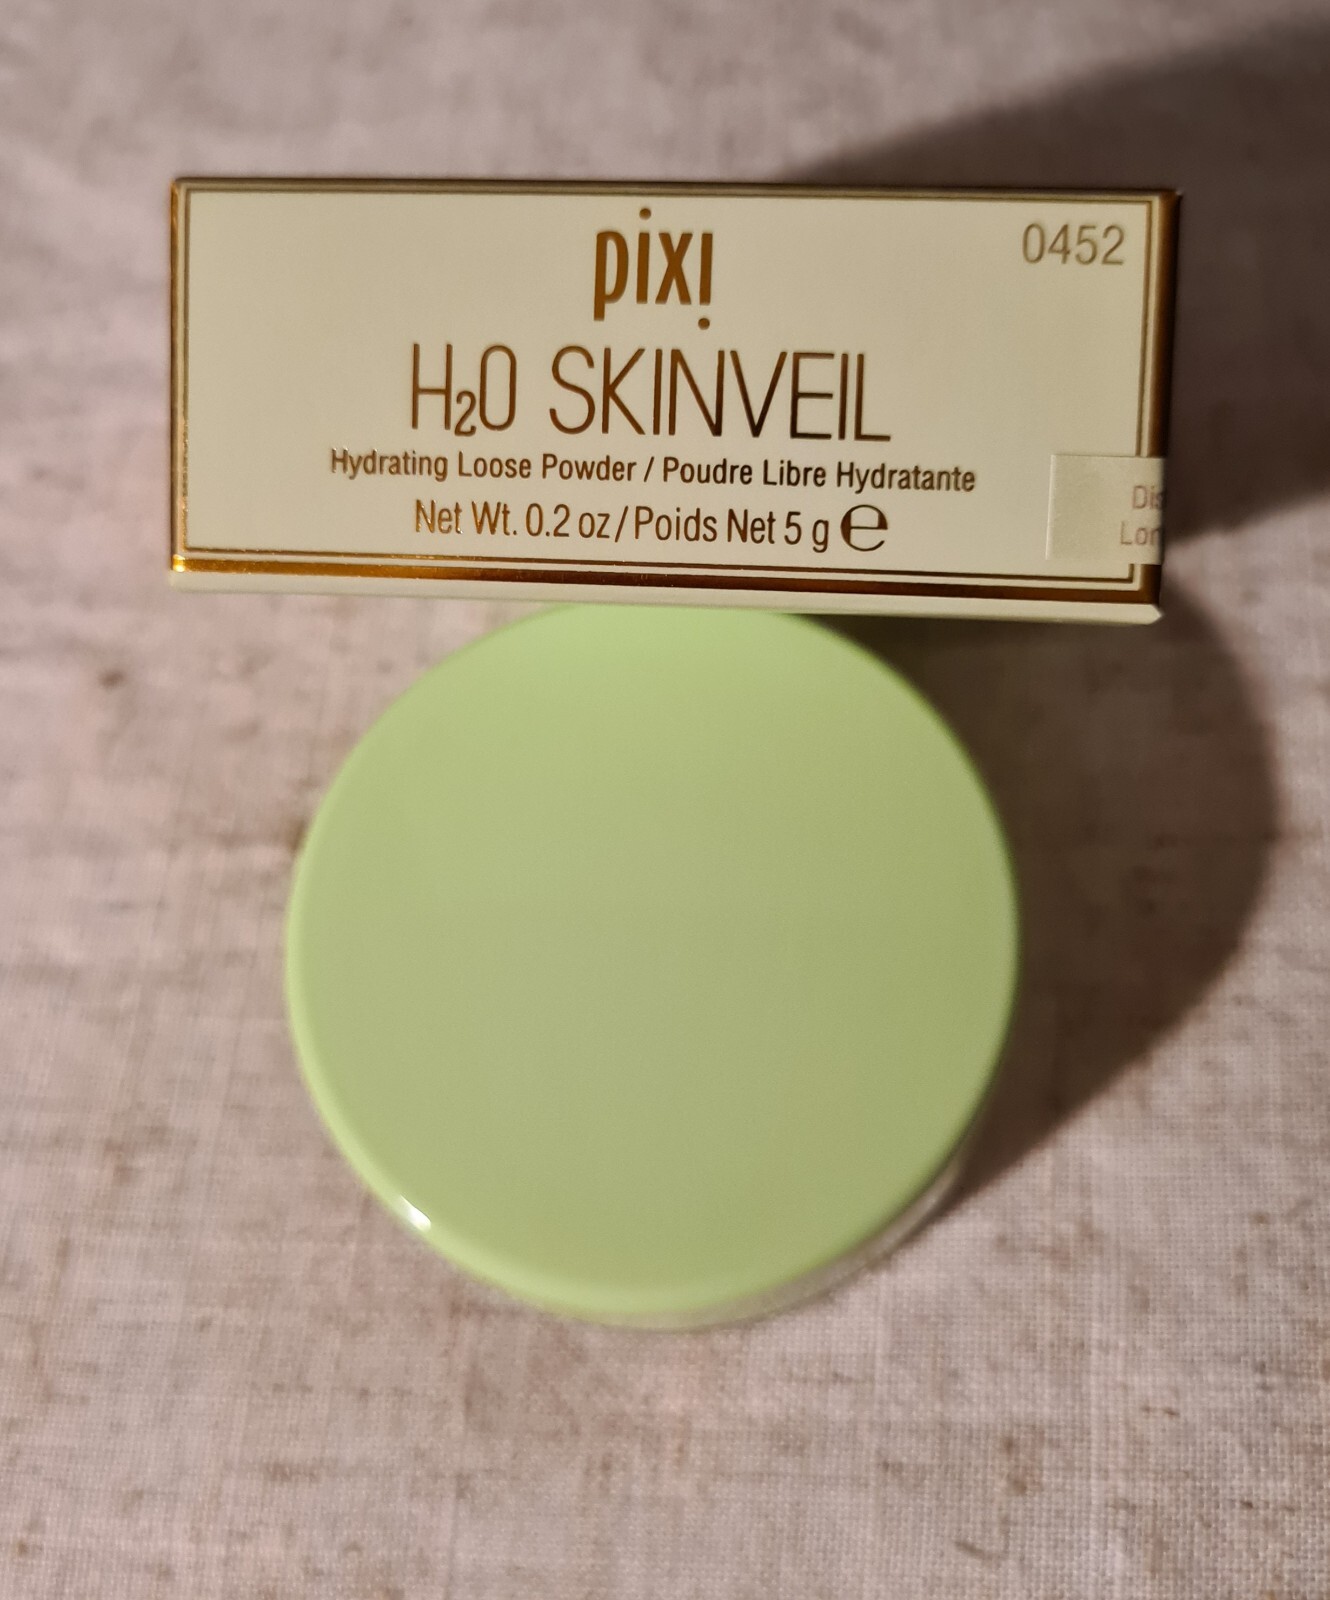 pixi
0452
H₂O SKINVEIL
Hydrating Loose Powder / Poudre Libre Hydratante
Net Wt. 0.2 oz/Poids Net 5 g ℮